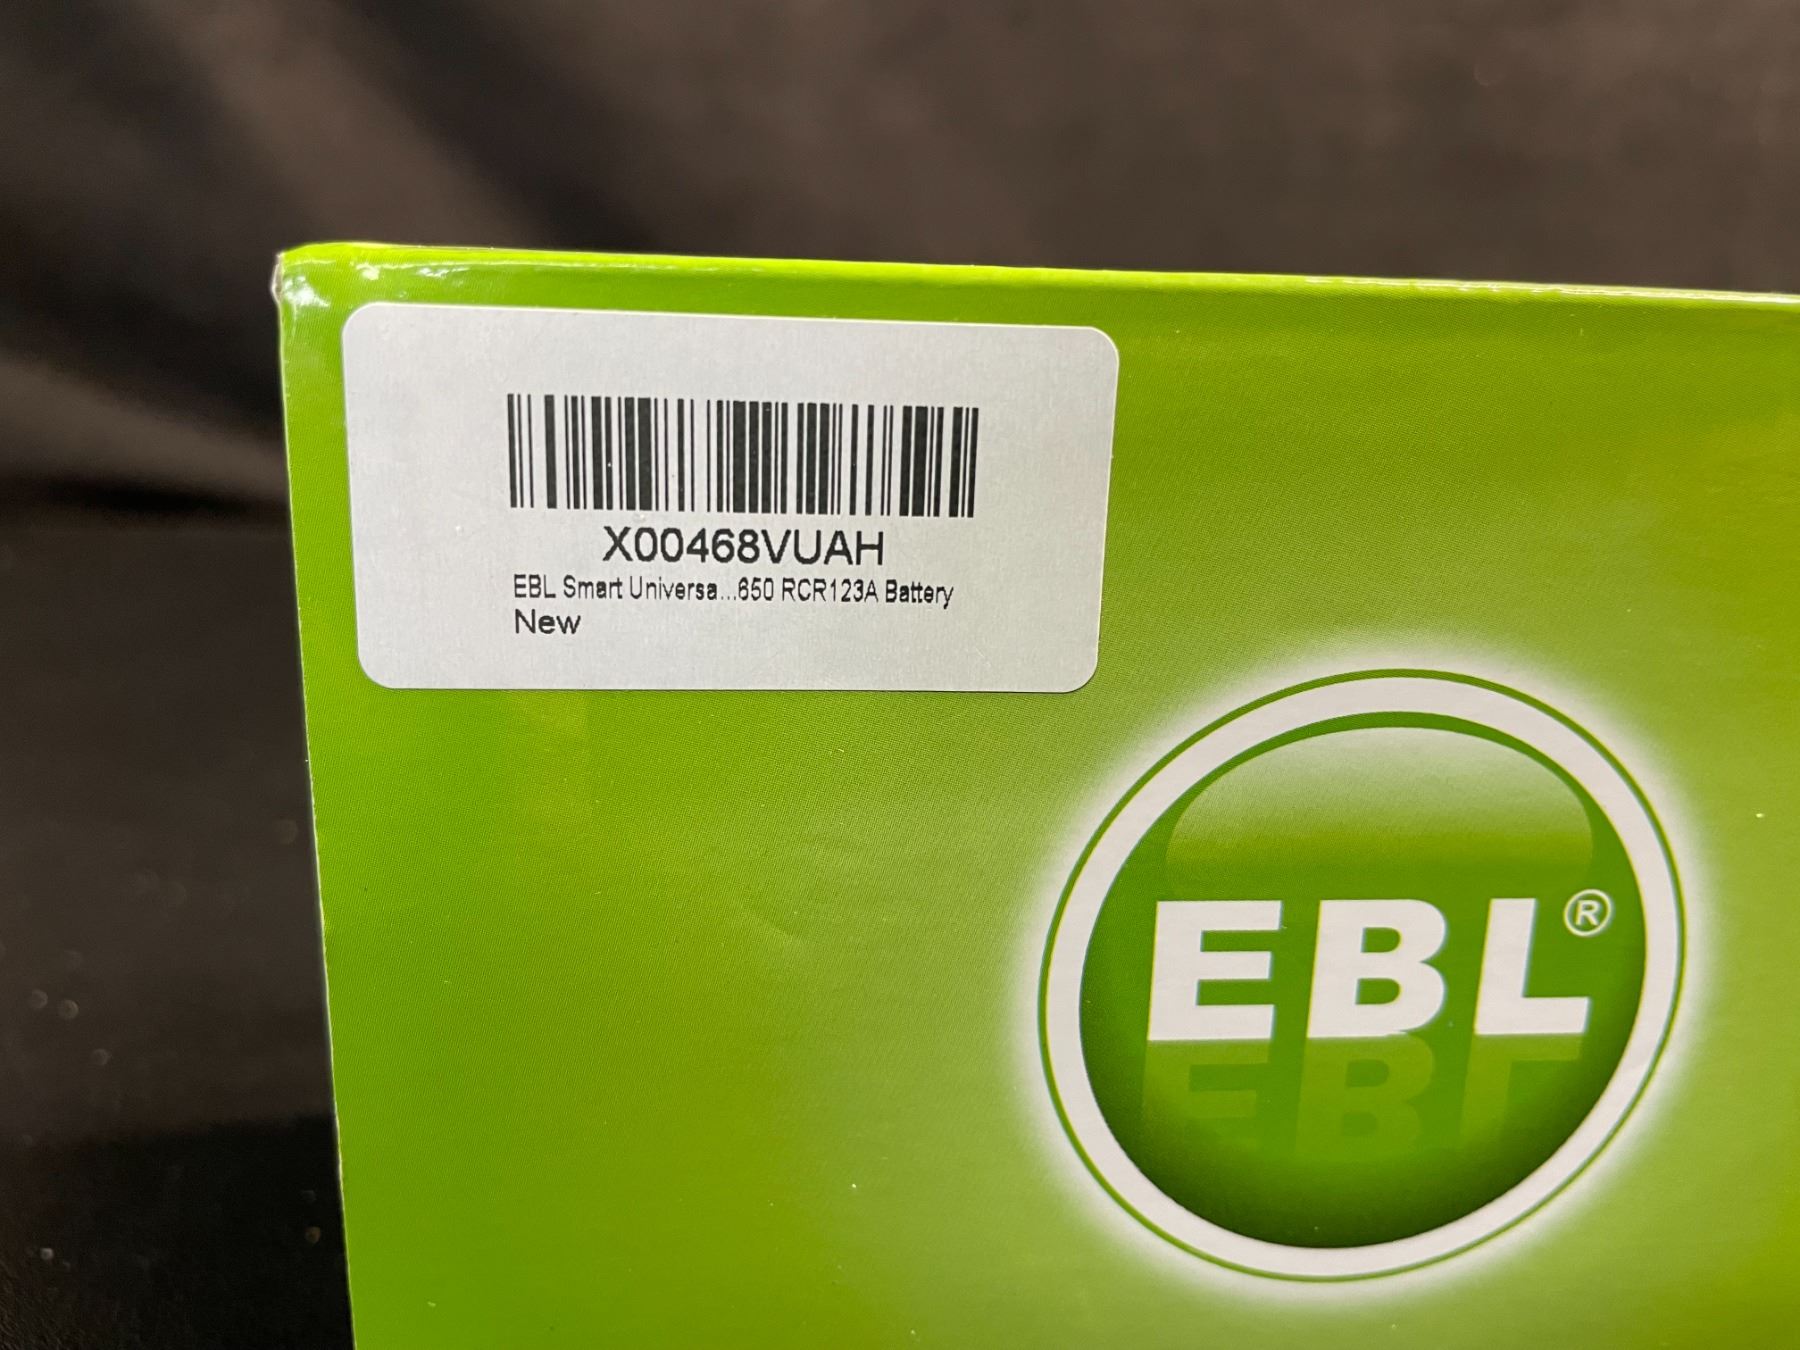 X00468VUAH
EBL Smart Universa...650 RCR123A Battery
New
EBL®